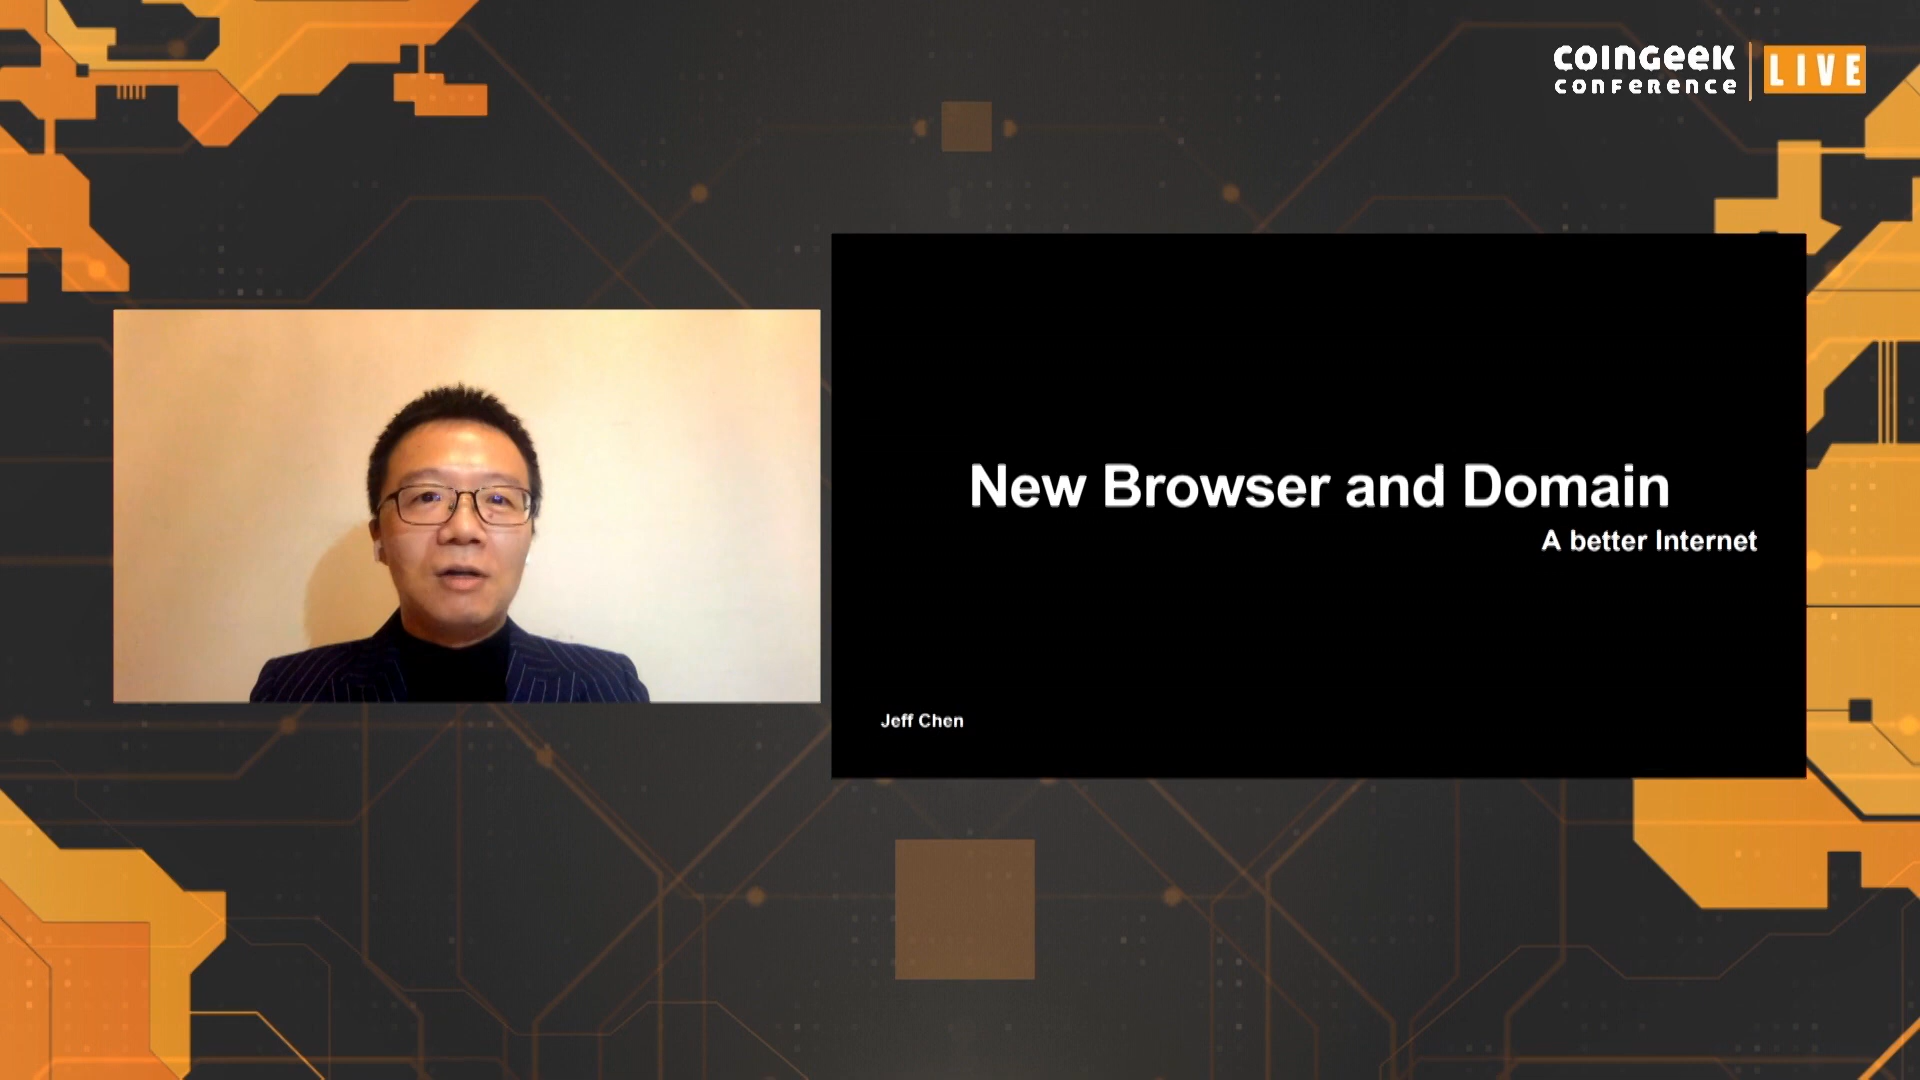 COINGEEK
CONFERENCE
LIVE
New Browser and Domain
A better Internet
Jeff Chen